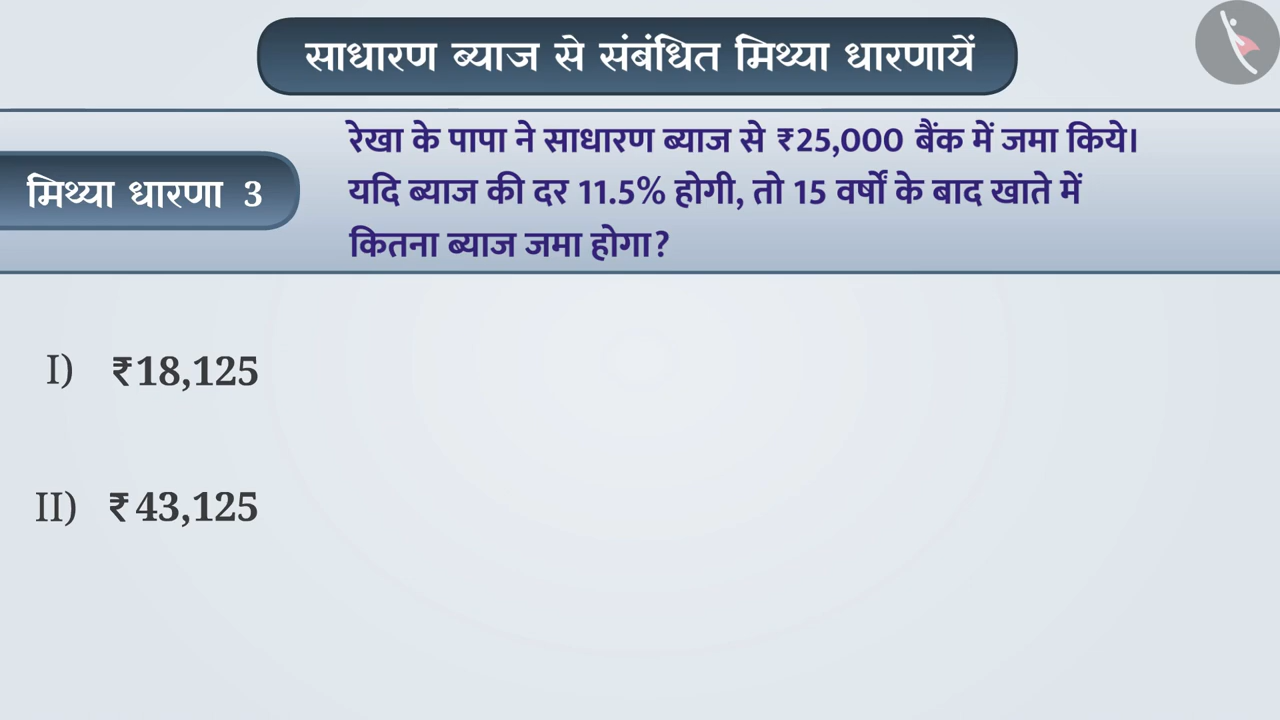 साधारण ब्याज से संबंधित मिथ्या धारणायें
मिथ्या धारणा 3
रेखा के पापा ने साधारण ब्याज से ₹25,000 बैंक में जमा किये।
यदि ब्याज की दर 11.5% होगी, तो 15 वर्षों के बाद खाते में
कितना ब्याज जमा होगा?
I) ₹18,125
II) ₹43,125